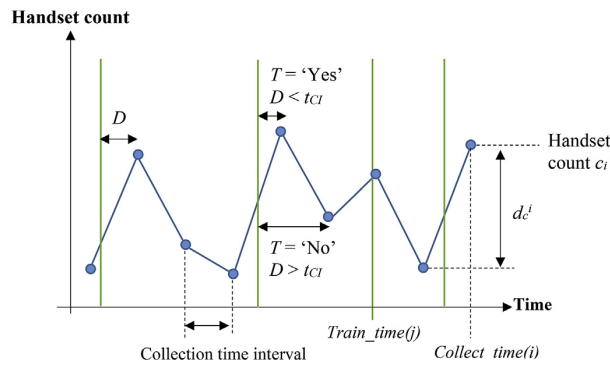 Handset count
T = ‘Yes’
D < tCI
D
Handset
count ci
dci
T = ‘No’
D > tCI
Time
Train_time(j)
Collection time interval
Collect_time(i)